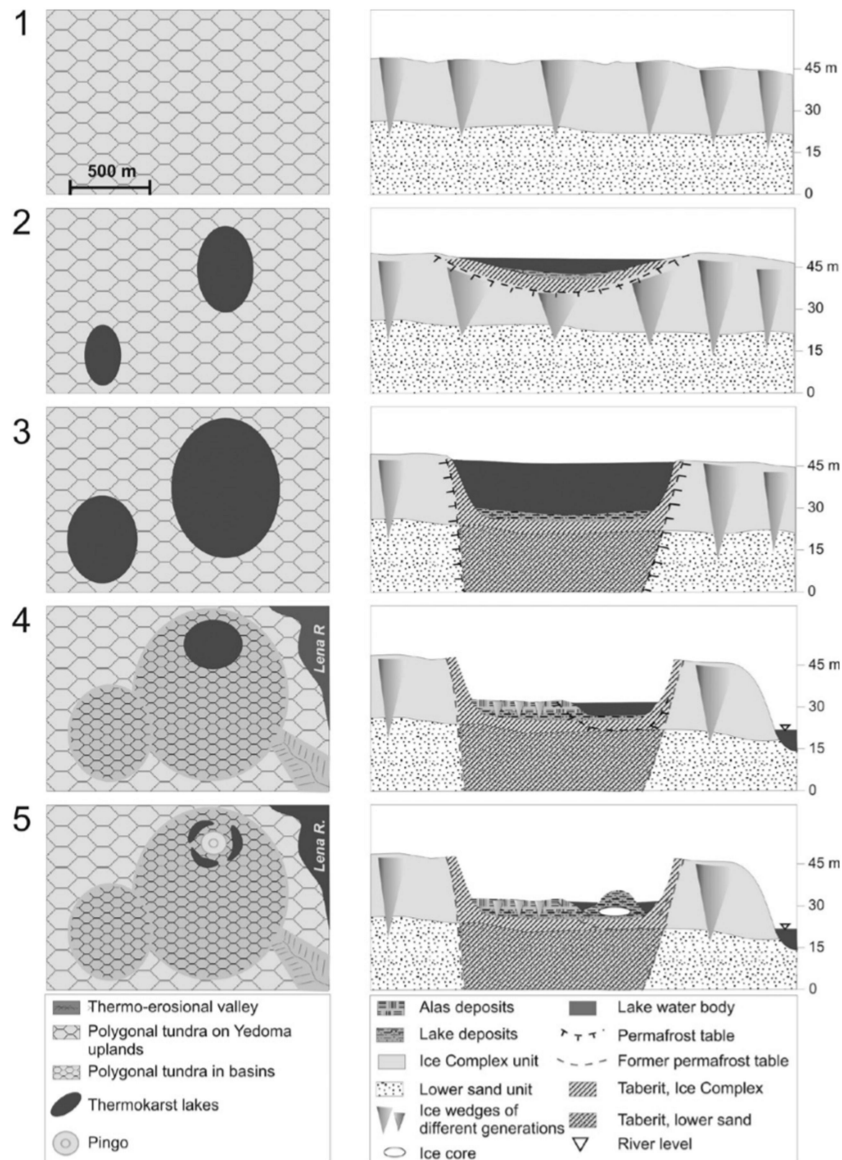 1
500 m
45 m
30
15
0
2
45 m
30
15
0
3
45 m
30
15
0
4
Lena R
45 m
30
15
0
5
Lena R.
45 m
30
15
0
Thermo-erosional valley
Polygonal tundra on Yedoma
uplands
Polygonal tundra in basins
Thermokarst lakes
Pingo
Alas deposits
Lake deposits
Ice Complex unit
Lower sand unit
Ice wedges of
different generations
Ice core
Lake water body
Permafrost table
Former permafrost table
Taberit, Ice Complex
Taberit, lower sand
River level